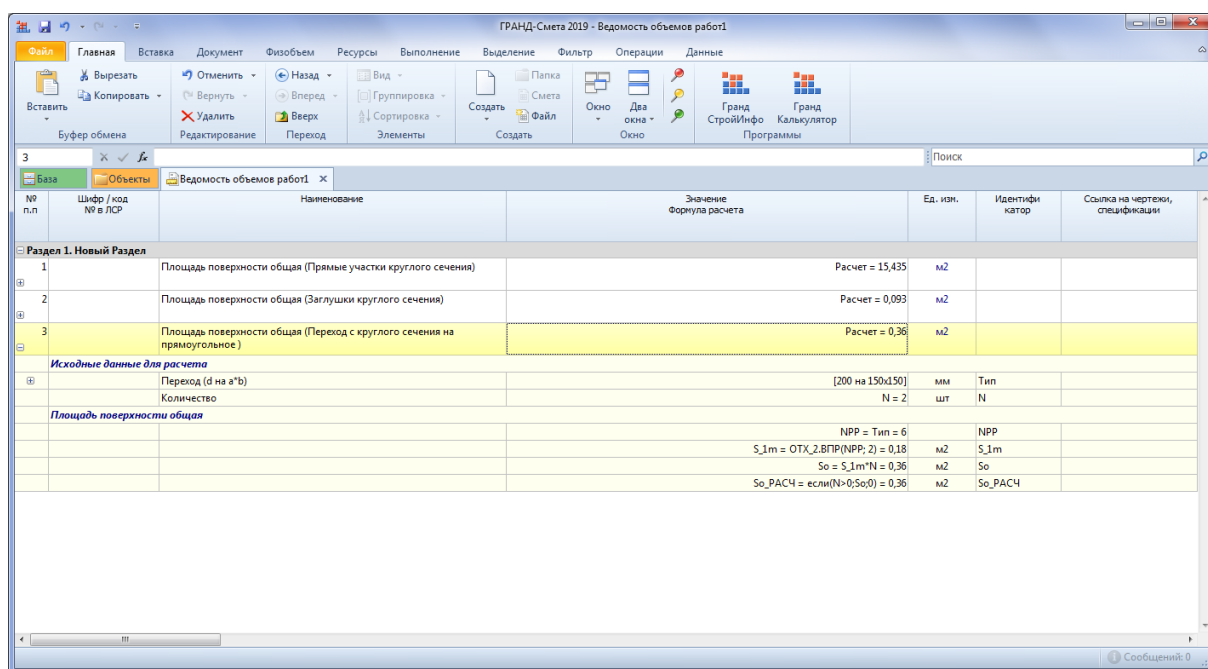 ГРАНД-Смета 2019 - Ведомость объемов работ1
Файл Главная Вставка Документ Физобъем Ресурсы Выполнение Выделение Фильтр Операции Данные
Вставить
Вырезать
Копировать
Буфер обмена
Отменить
Вернуть
Удалить
Редактирование
Назад
Вперед
Вверх
Переход
Вид
Группировка
Сортировка
Элементы
Создать
Папка
Смета
Файл
Создать
Окно
Два окна
Окно
Гранд СтройИнфо
Гранд Калькулятор
Программы
3 fx Поиск
База Объекты Ведомость объемов работ1
№ п.п Шифр / код № в ЛСР Наименование Значение Формула расчета Ед. изм. Идентификатор Ссылка на чертежи, спецификации
Раздел 1. Новый Раздел
1 Площадь поверхности общая (Прямые участки круглого сечения) Расчет = 15,435 м2
2 Площадь поверхности общая (Заглушки круглого сечения) Расчет = 0,093 м2
3 Площадь поверхности общая (Переход с круглого сечения на прямоугольное ) Расчет = 0,36 м2
Исходные данные для расчета
Переход (d на a*b) [200 на 150x150] мм Тип
Количество N = 2 шт N
Площадь поверхности общая
NPP = Тип = 6 NPP
S_1m = ОТХ_2.ВПР(NPP; 2) = 0,18 м2 S_1m
So = S_1m*N = 0,36 м2 So
So_РАСЧ = если(N>0;So;0) = 0,36 м2 So_РАСЧ
Сообщений: 0